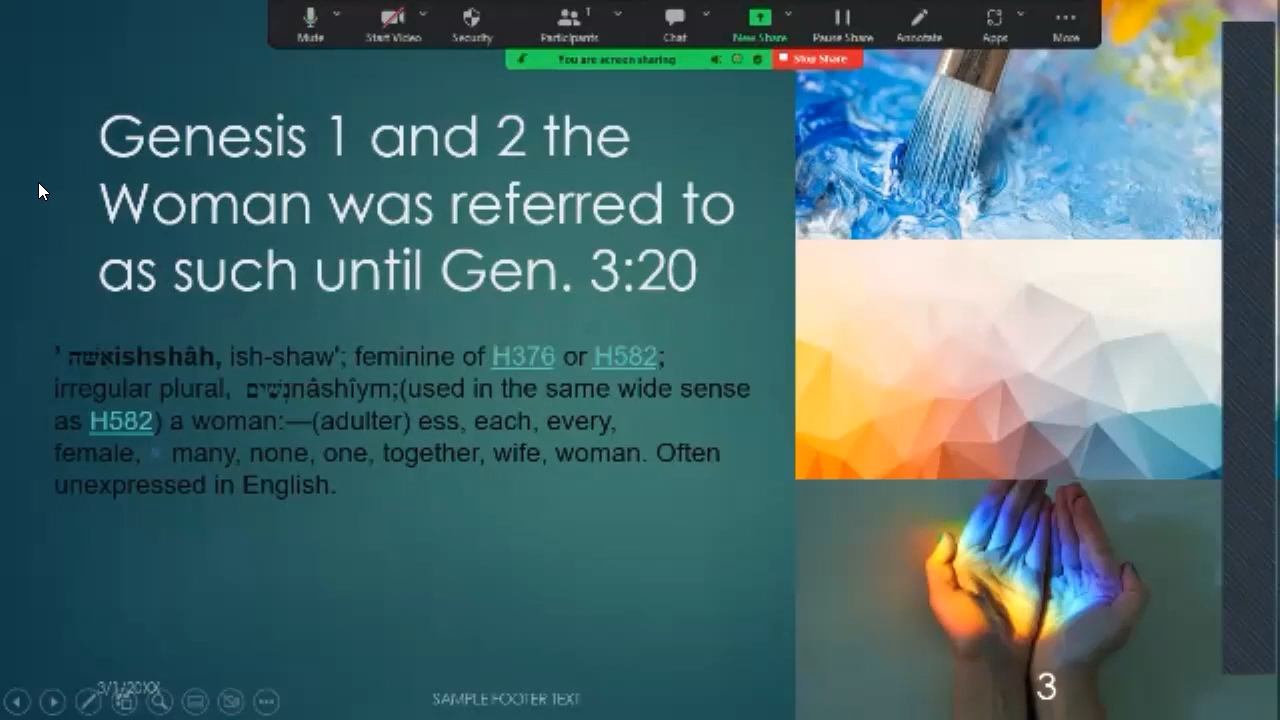 Mute
Start Video
Security
Participants
1
Chat
New Share
Pause Share
Annotate
Apps
More
You are screen sharing
Stop Share
Genesis 1 and 2 the
Woman was referred to
as such until Gen. 3:20
ishshâh, ish-shaw'; feminine of H376 or H582;
irregular plural, נָשִׁים nâshîym;(used in the same wide sense
as H582) a woman:—(adulter) ess, each, every,
female, many, none, one, together, wife, woman. Often
unexpressed in English.
3/1/20XX
SAMPLE FOOTER TEXT
3